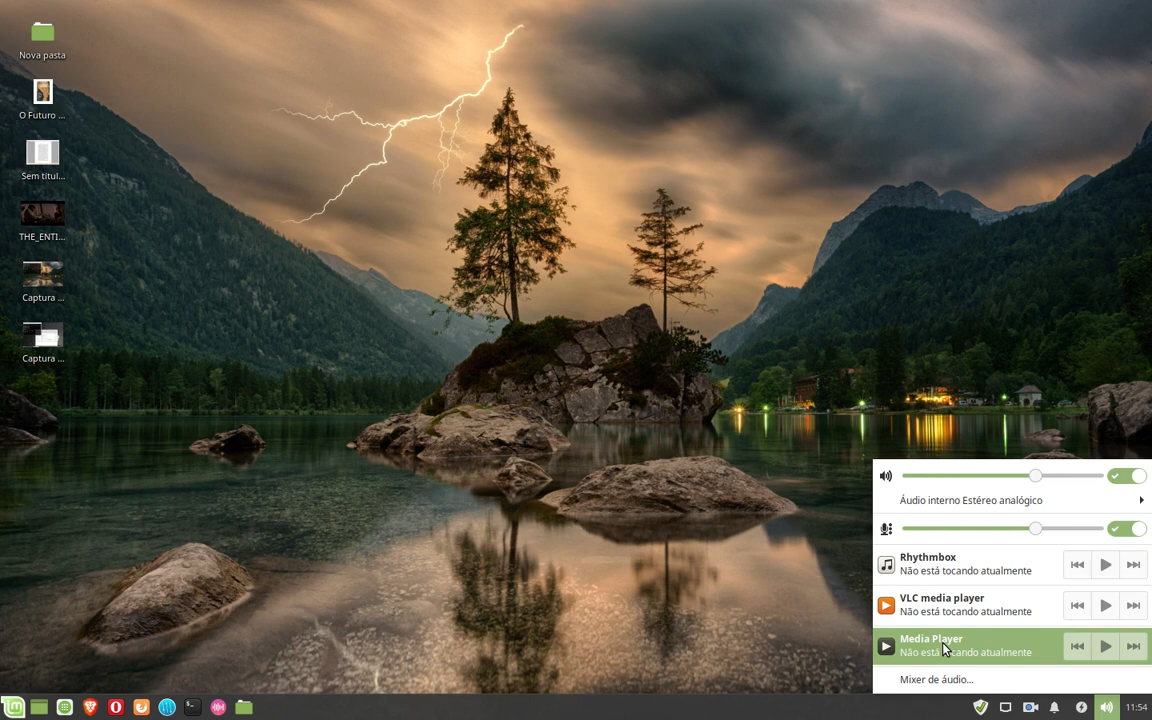 Nova pasta
O Futuro ...
Sem titul...
THE_ENTI...
Captura ...
Captura ...
Áudio interno Estéreo analógico
Rhythmbox
Não está tocando atualmente
VLC media player
Não está tocando atualmente
Media Player
Não está tocando atualmente
Mixer de áudio...
11:54